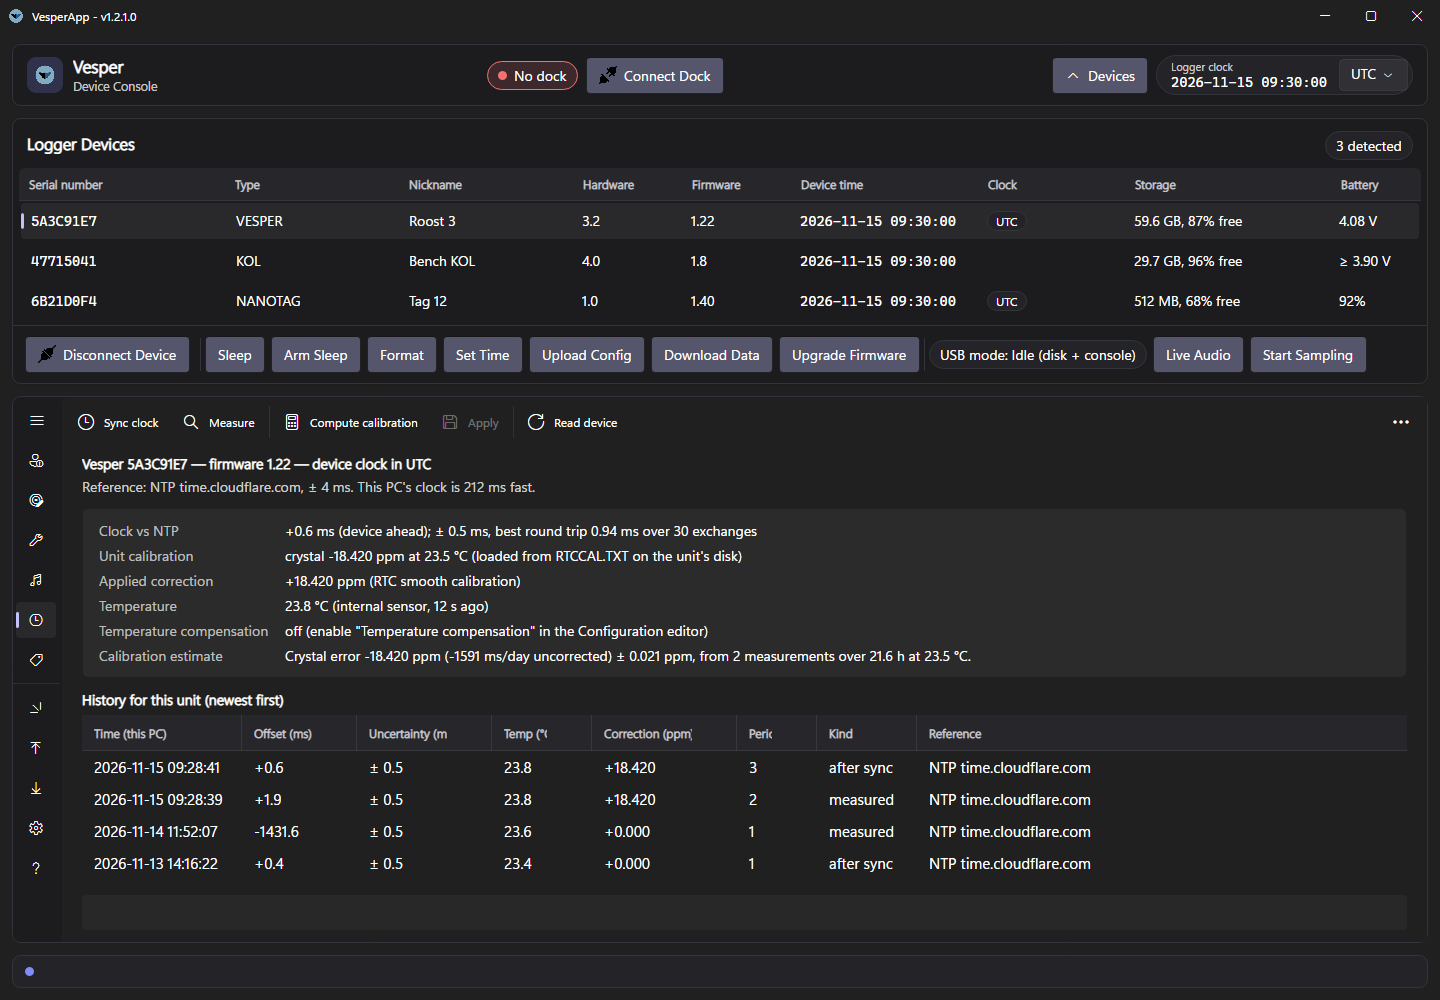 VesperApp - v1.2.1.0
Vesper
Device Console
No dock
Connect Dock
Devices
Logger clock
2026-11-15 09:30:00
UTC
Logger Devices
3 detected
Serial number Type Nickname Hardware Firmware Device time Clock Storage Battery
5A3C91E7 VESPER Roost 3 3.2 1.22 2026-11-15 09:30:00 UTC 59.6 GB, 87% free 4.08 V
47715041 KOL Bench KOL 4.0 1.8 2026-11-15 09:30:00 29.7 GB, 96% free ≥ 3.90 V
6B21D0F4 NANOTAG Tag 12 1.0 1.40 2026-11-15 09:30:00 UTC 512 MB, 68% free 92%
Disconnect Device Sleep Arm Sleep Format Set Time Upload Config Download Data Upgrade Firmware USB mode: Idle (disk + console) Live Audio Start Sampling
Sync clock Measure Compute calibration Apply Read device
Vesper 5A3C91E7 — firmware 1.22 — device clock in UTC
Reference: NTP time.cloudflare.com, ± 4 ms. This PC's clock is 212 ms fast.
Clock vs NTP +0.6 ms (device ahead); ± 0.5 ms, best round trip 0.94 ms over 30 exchanges
Unit calibration crystal -18.420 ppm at 23.5 °C (loaded from RTCCAL.TXT on the unit's disk)
Applied correction +18.420 ppm (RTC smooth calibration)
Temperature 23.8 °C (internal sensor, 12 s ago)
Temperature compensation off (enable "Temperature compensation" in the Configuration editor)
Calibration estimate Crystal error -18.420 ppm (-1591 ms/day uncorrected) ± 0.021 ppm, from 2 measurements over 21.6 h at 23.5 °C.
History for this unit (newest first)
Time (this PC) Offset (ms) Uncertainty (m Temp (°( Correction (ppm) Peric Kind Reference
2026-11-15 09:28:41 +0.6 ± 0.5 23.8 +18.420 3 after sync NTP time.cloudflare.com
2026-11-15 09:28:39 +1.9 ± 0.5 23.8 +18.420 2 measured NTP time.cloudflare.com
2026-11-14 11:52:07 -1431.6 ± 0.5 23.6 +0.000 1 measured NTP time.cloudflare.com
2026-11-13 14:16:22 +0.4 ± 0.5 23.4 +0.000 1 after sync NTP time.cloudflare.com